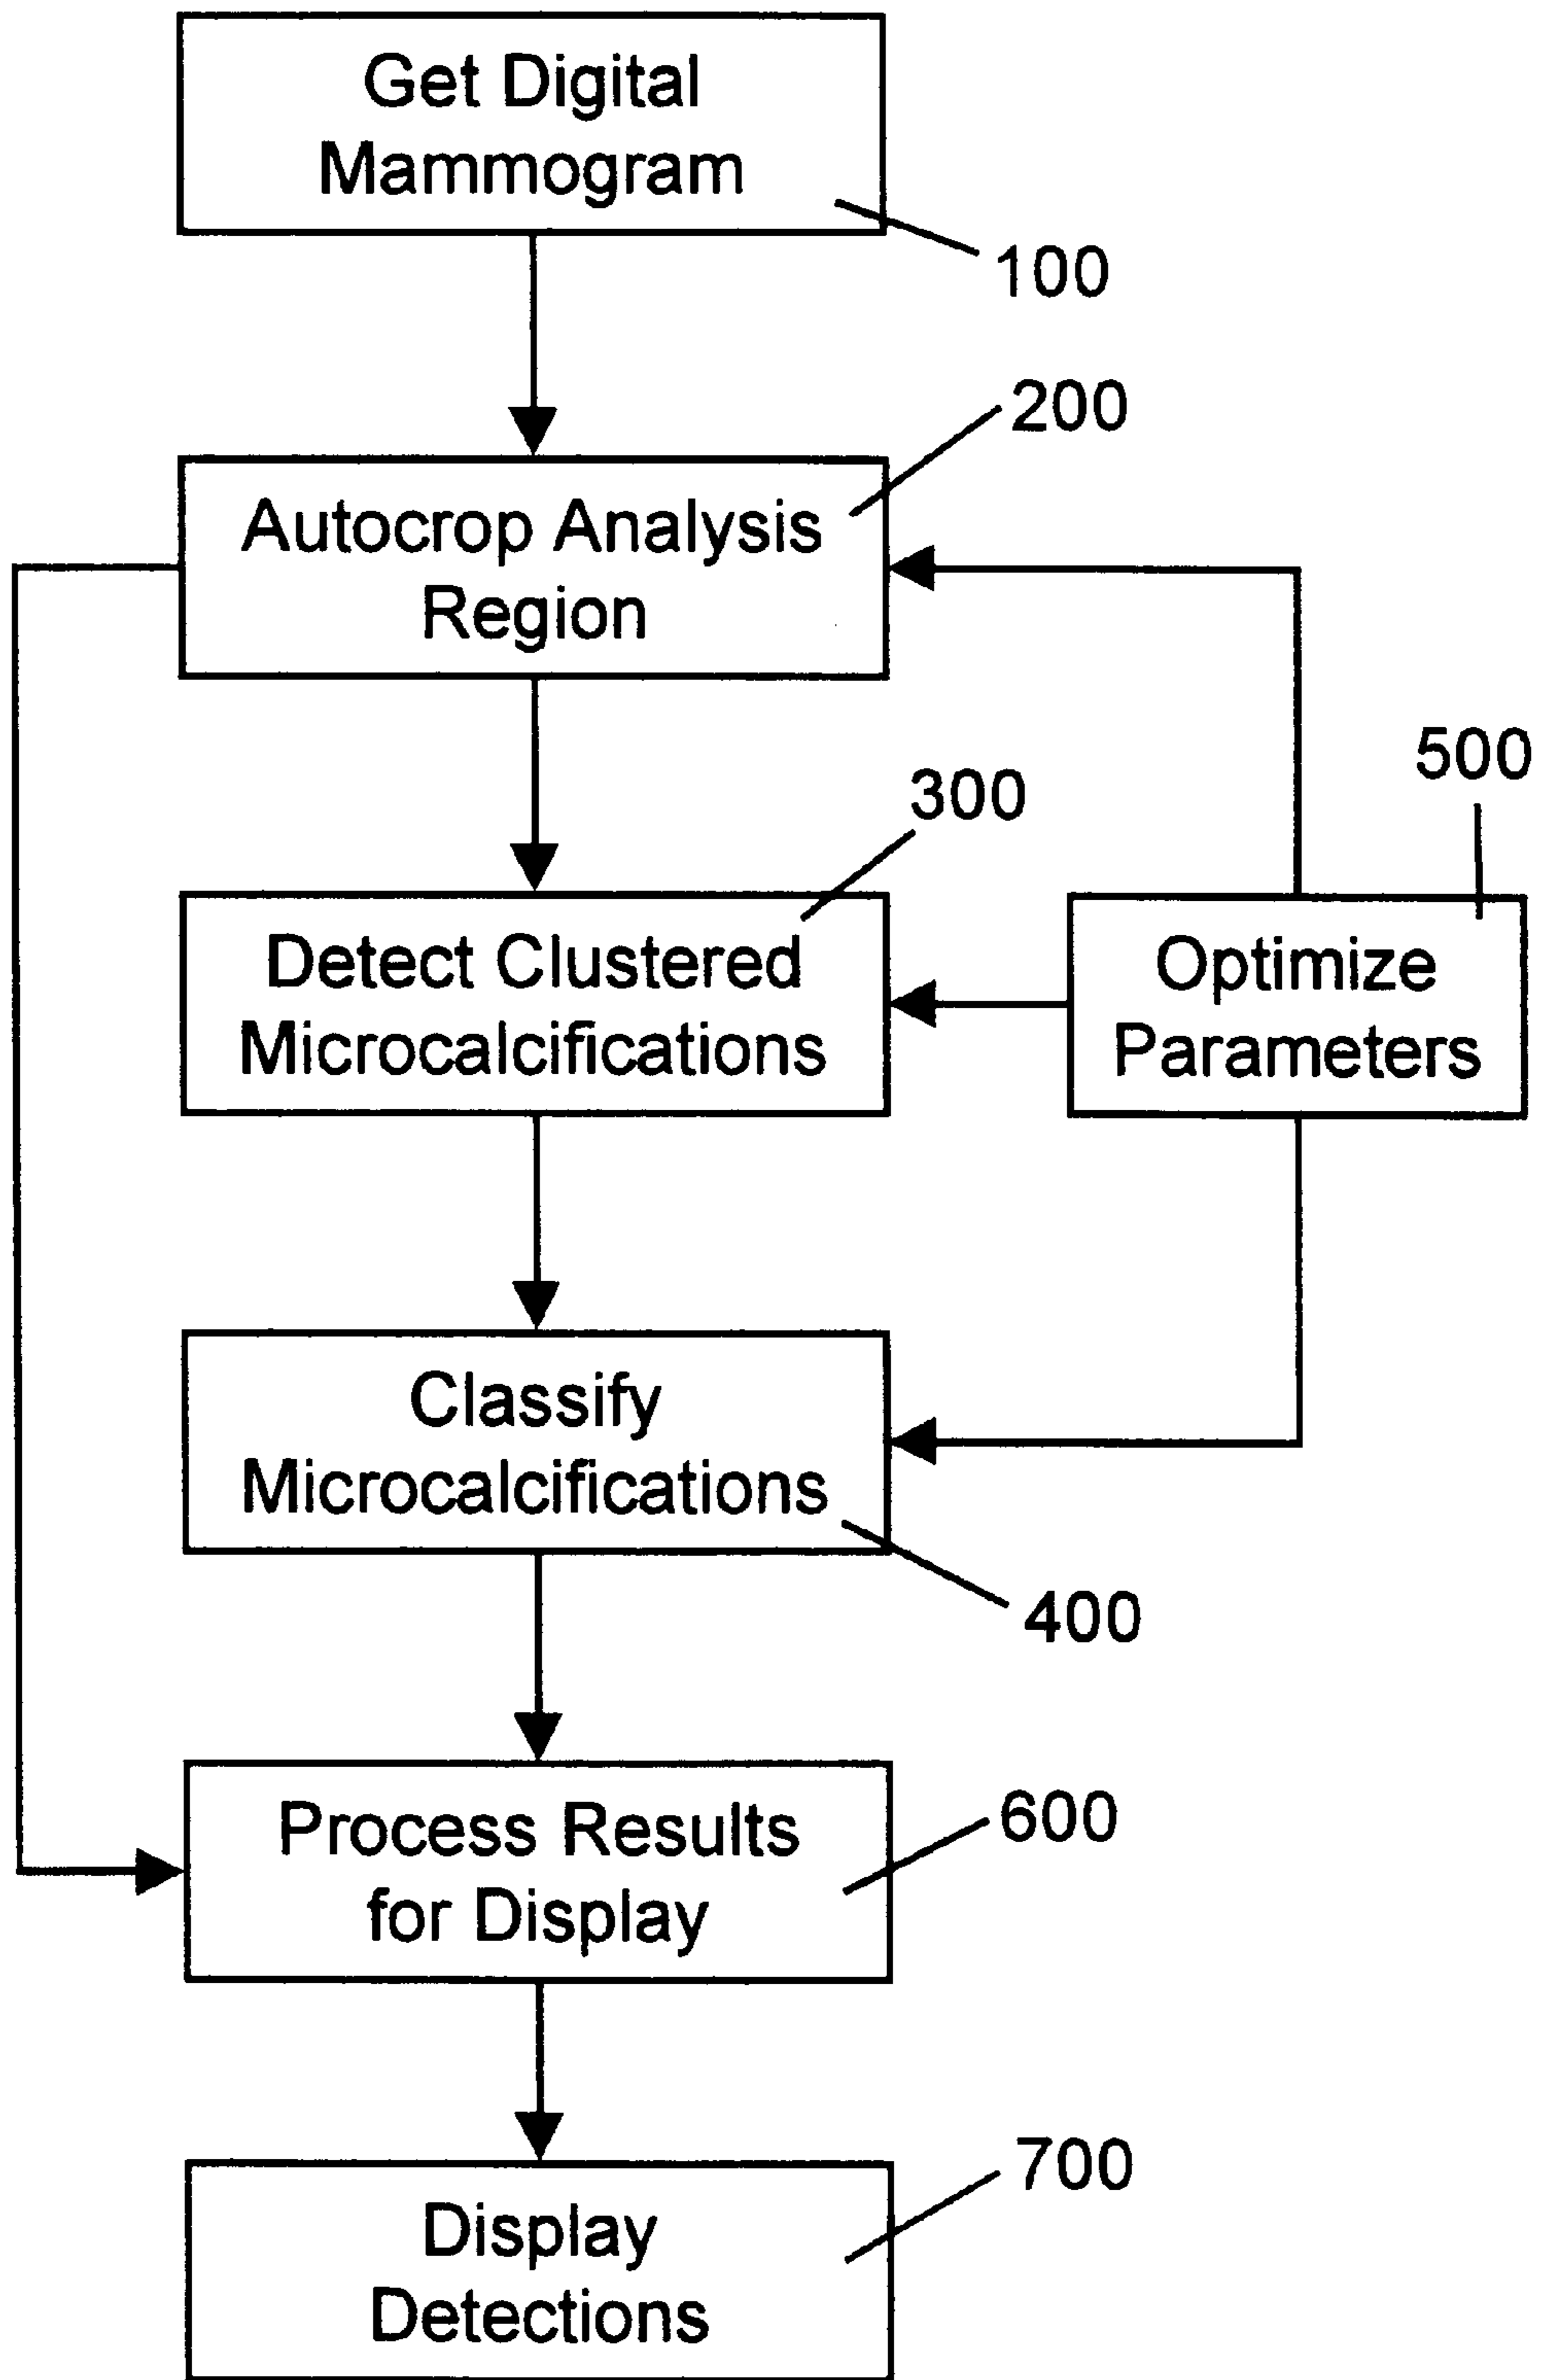 Get Digital
Mammogram
100
200
Autocrop Analysis
Region
300
500
Detect Clustered
Microcalcifications
Optimize
Parameters
Classify
Microcalcifications
400
Process Results
for Display
600
700
Display
Detections